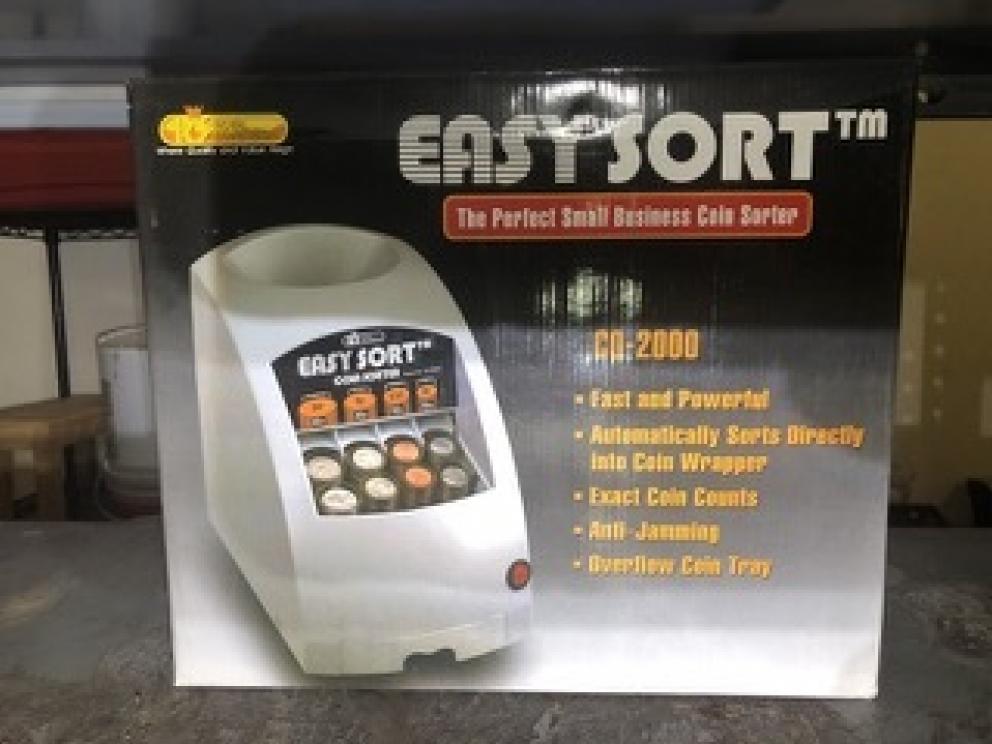 EASY SORT™
The Perfect Small Business Coin Sorter
EASY SORT™
COIN SORTER
CO-2000
• Fast and Powerful
• Automatically Sorts Directly
into Coin Wrapper
• Exact Coin Counts
• Anti-Jamming
• Overflow Coin Tray